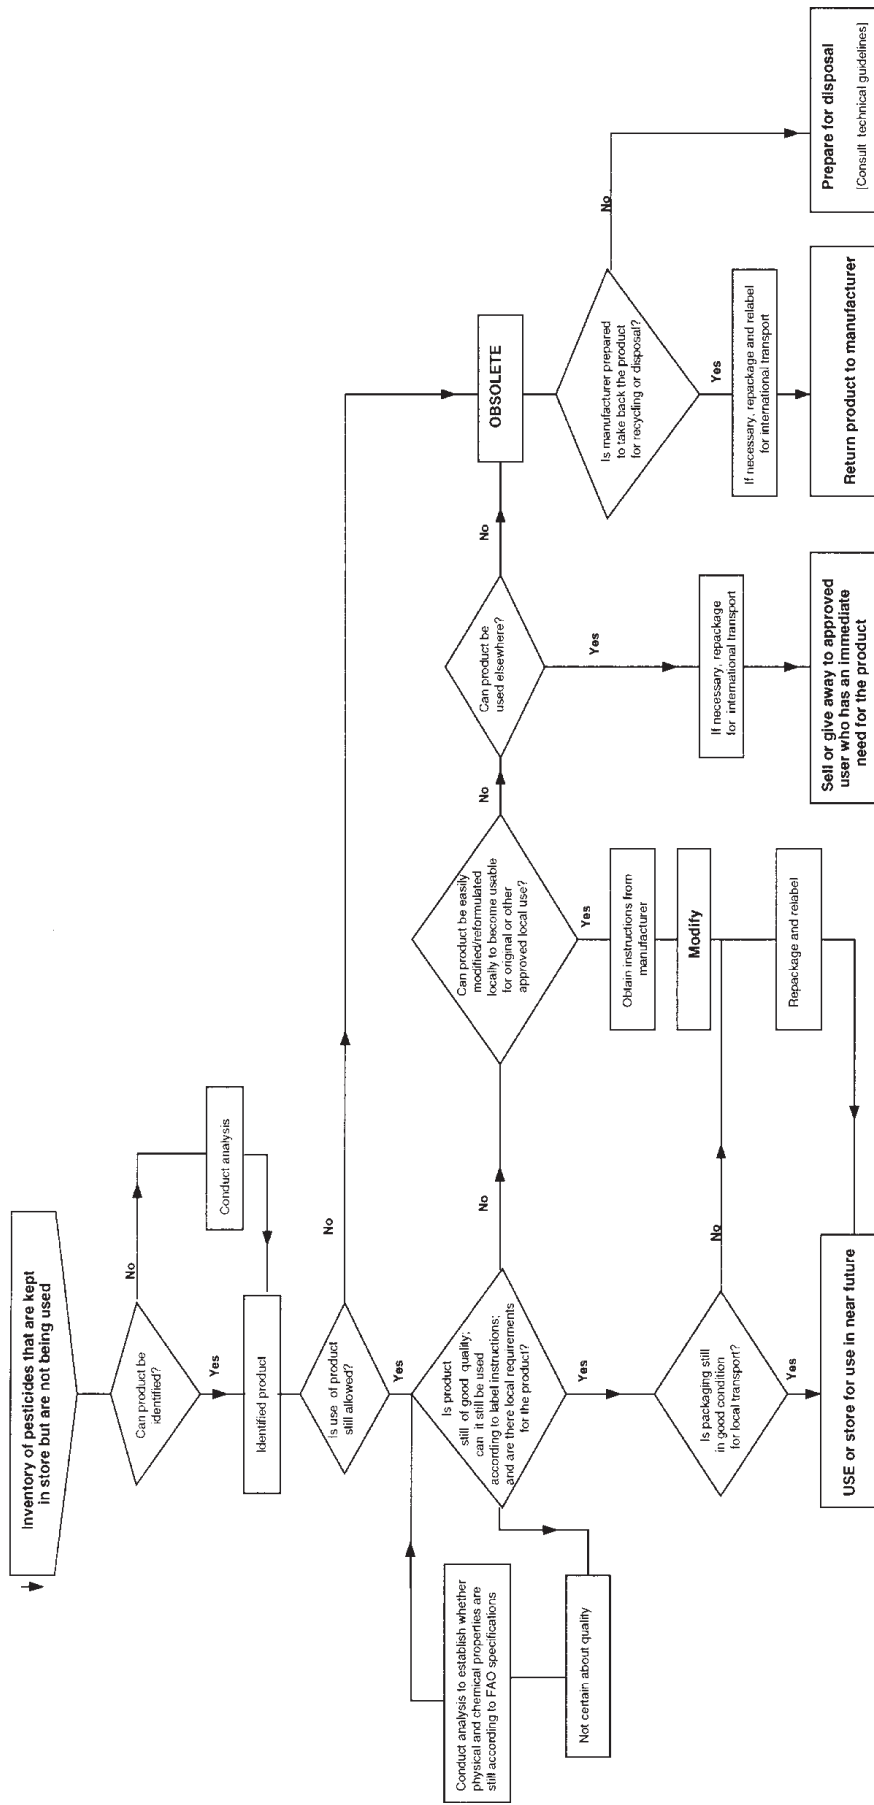 Inventory of pesticides that are kept
in store but are not being used
Can product be
identified?
No
Conduct analysis
Yes
Identified product
Is use of product
still allowed?
No
Yes
Conduct analysis to establish whether
physical and chemical properties are
still according to FAO specifications
Not certain about quality
Is product
still of good quality;
can it still be used
according to label instructions;
and are there local requirements
for the product?
No
Yes
Is packaging still
in good condition
for local transport?
No
Yes
USE or store for use in near future
Can product be easily
modified/reformulated
locally to become usable
for original or other
approved local use?
No
Yes
Obtain instructions from
manufacturer
Modify
Repackage and relabel
Can product be
used elsewhere?
No
Yes
If necessary, repackage
for international transport
Sell or give away to approved
user who has an immediate
need for the product
OBSOLETE
Is manufacturer prepared
to take back the product
for recycling or disposal?
No
Yes
If necessary, repackage and relabel
for international transport
Return product to manufacturer
Prepare for disposal
[Consult technical guidelines]